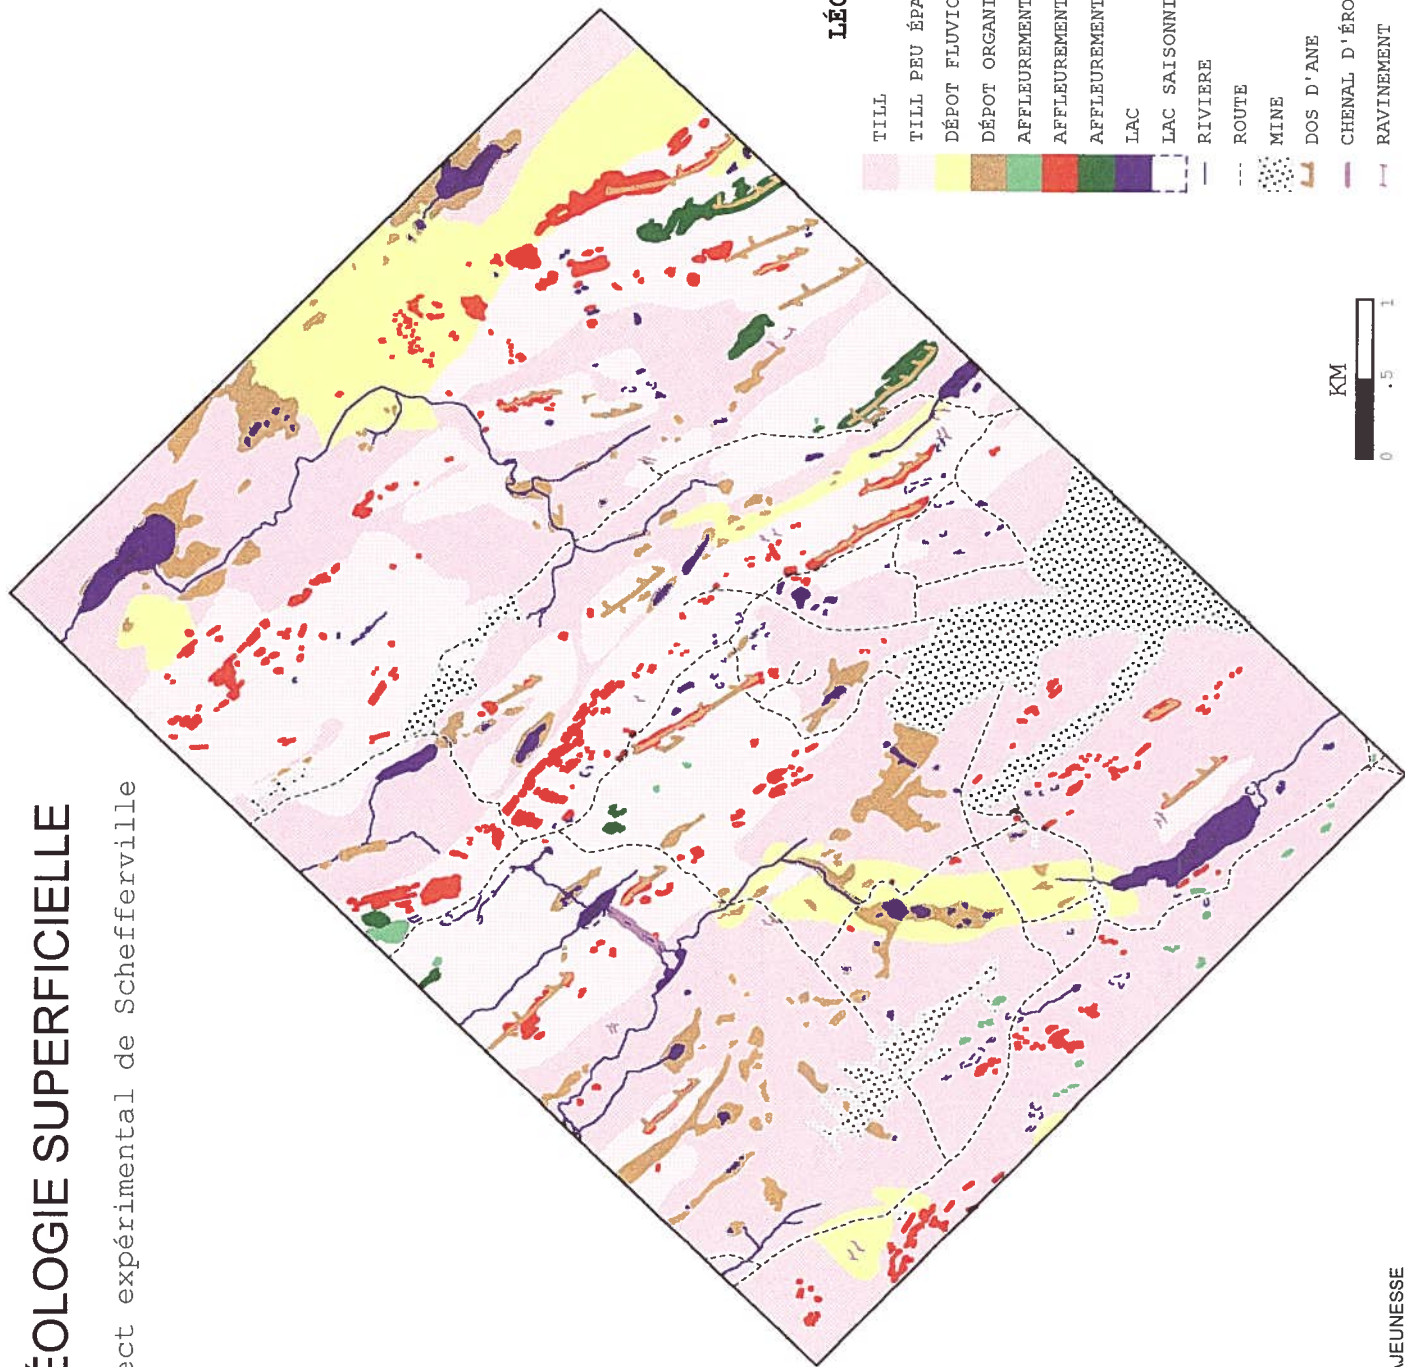 ÉOLOGIE SUPERFICIELLE
ect expérimental de Schefferville
LÉG
TILL
TILL PEU ÉPA
DÉPOT FLUVIO
DÉPOT ORGANI
AFFLEUREMENT
AFFLEUREMENT
AFFLEUREMENT
LAC
LAC SAISONNI
RIVIERE
ROUTE
MINE
DOS D'ANE
CHENAL D'ÉRO
RAVINEMENT
KM
0 .5 1
AJEUNESSE